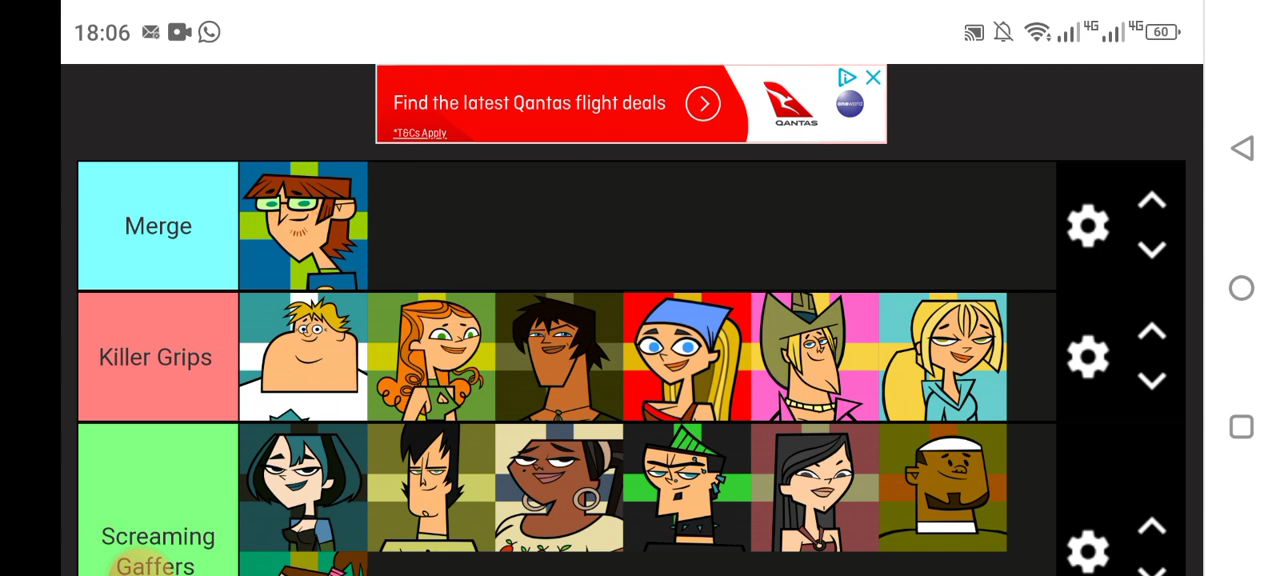 18:06
4G
4G
60
Find the latest Qantas flight deals
*T&Cs Apply
QANTAS
oneworld
Merge
Killer Grips
Screaming
Gaffers